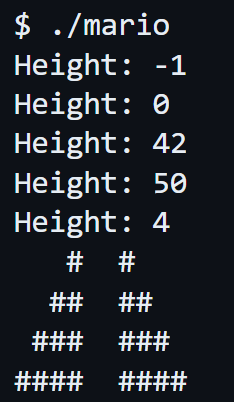 $ ./mario
Height: -1
Height: 0
Height: 42
Height: 50
Height: 4
   #  #
  ##  ##
 ###  ###
####  ####